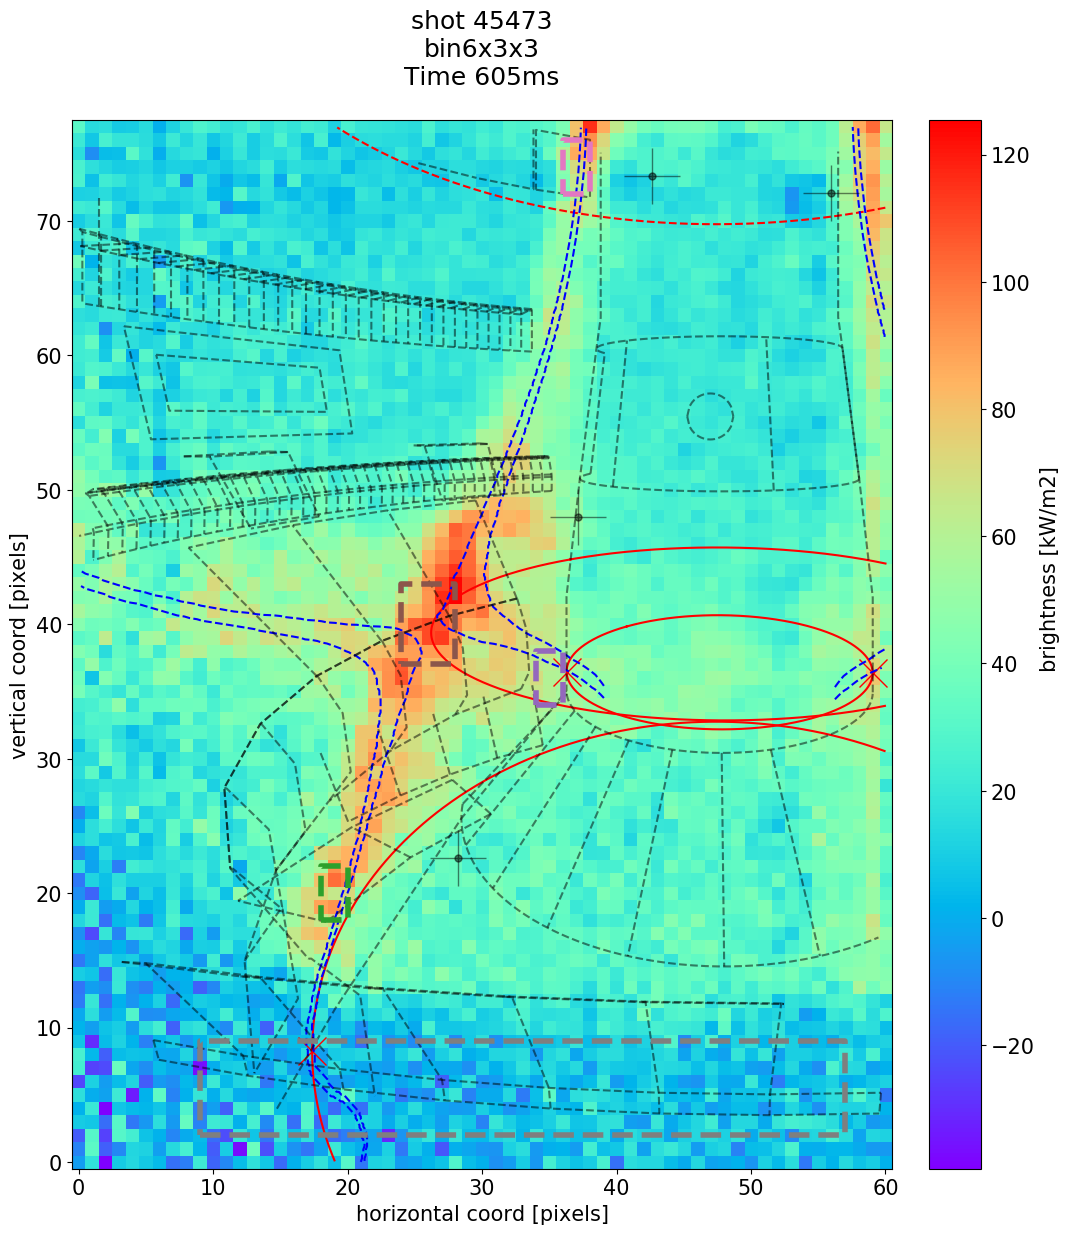 shot 45473
bin6x3x3
Time 605ms
vertical coord [pixels]
70
60
50
40
30
20
10
0
0 10 20 30 40 50 60
horizontal coord [pixels]
120
100
80
60
40
20
0
−20
brightness [kW/m2]